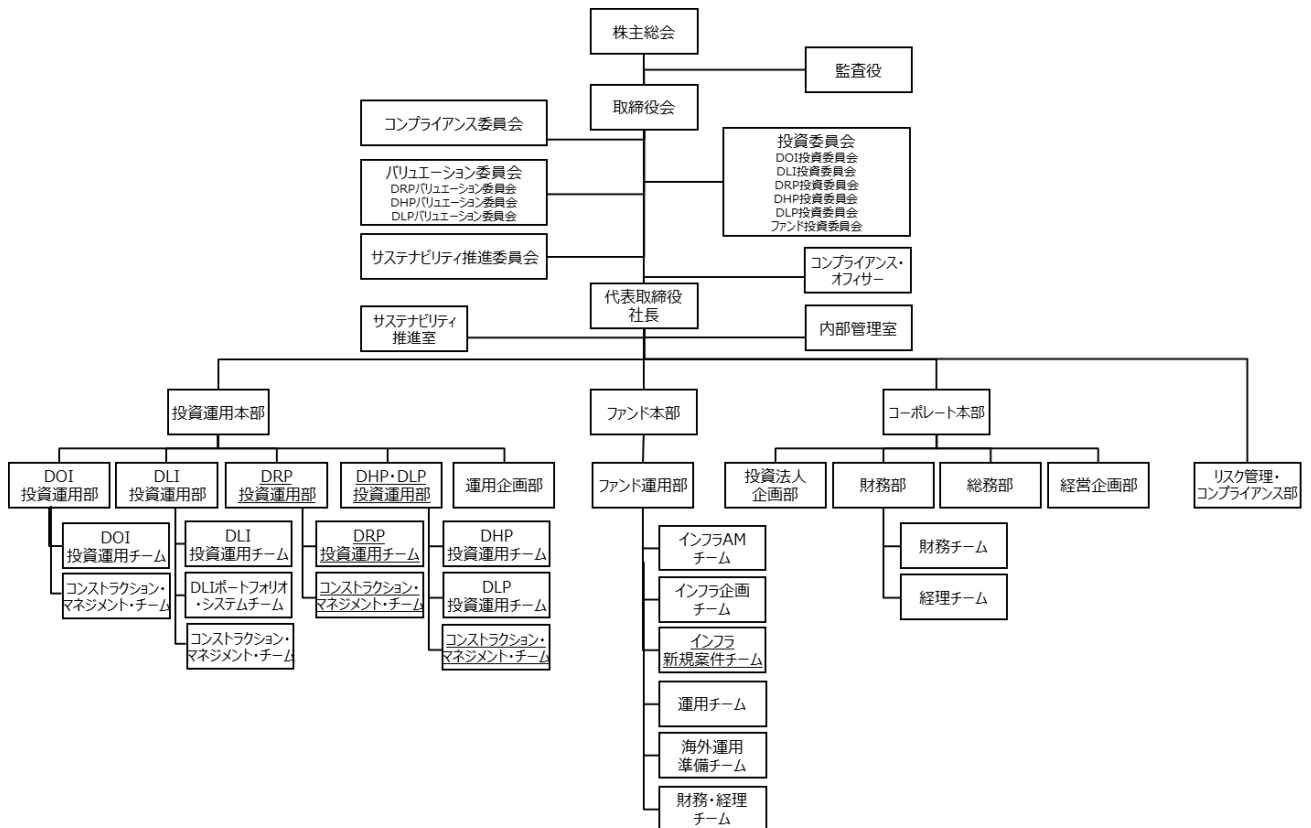 株主総会
監査役
取締役会
コンプライアンス委員会
投資委員会
DOI投資委員会
DLI投資委員会
DRP投資委員会
DHP投資委員会
DLP投資委員会
ファンド投資委員会
バリュエーション委員会
DRPバリュエーション委員会
DHPバリュエーション委員会
DLPバリュエーション委員会
サステナビリティ推進委員会
コンプライアンス・
オフィサー
代表取締役
社長
サステナビリティ
推進室
内部管理室
投資運用本部
ファンド本部
コーポレート本部
DOI
投資運用部
DLI
投資運用部
DRP
投資運用部
DHP・DLP
投資運用部
運用企画部
ファンド運用部
投資法人
企画部
財務部
総務部
経営企画部
リスク管理・
コンプライアンス部
DOI
投資運用チーム
コンストラクション・
マネジメント・チーム
DLI
投資運用チーム
DLIポートフォリオ
・システムチーム
コンストラクション・
マネジメント・チーム
DRP
投資運用チーム
コンストラクション・
マネジメント・チーム
DHP
投資運用チーム
DLP
投資運用チーム
コンストラクション・
マネジメント・チーム
インフラAM
チーム
インフラ企画
チーム
インフラ
新規案件チーム
運用チーム
海外運用
準備チーム
財務・経理
チーム
財務チーム
経理チーム